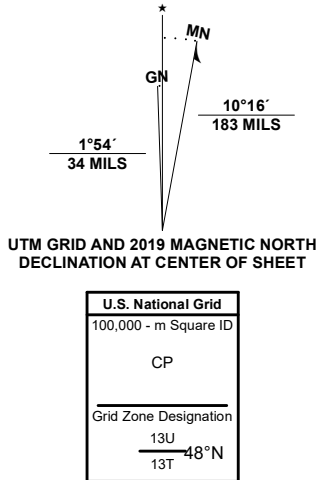 ★
MN
GN
1°54´
34 MILS
10°16´
183 MILS
UTM GRID AND 2019 MAGNETIC NORTH
DECLINATION AT CENTER OF SHEET
U.S. National Grid
100,000 - m Square ID
CP
Grid Zone Designation
13U
48°N
13T